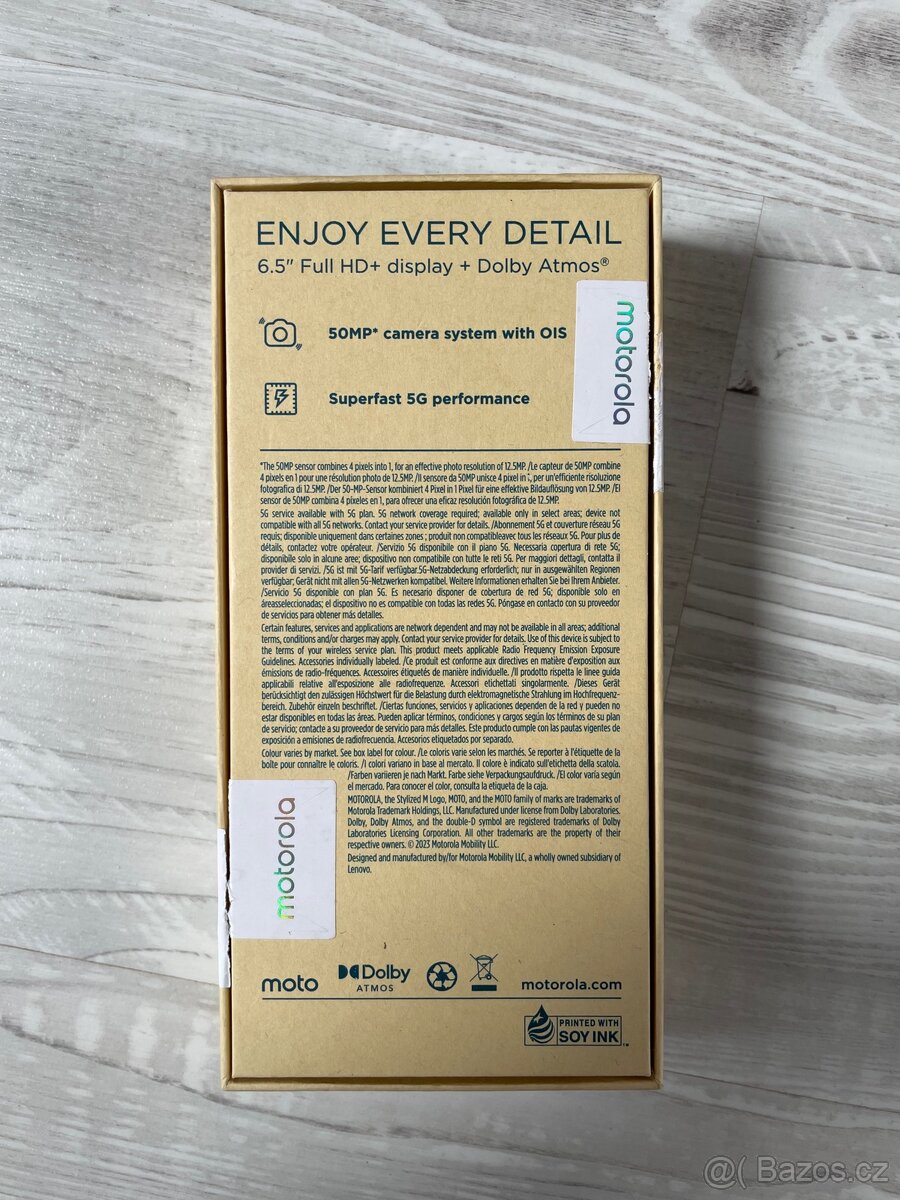 ENJOY EVERY DETAIL
6.5" Full HD+ display + Dolby Atmos®
motorola
50MP* camera system with OIS
Superfast 5G performance
*The 50MP sensor combines 4 pixels into 1, for an effective photo resolution of 12.5MP. /Le capteur de 50MP combine
4 pixels en 1 pour une résolution photo de 12.5MP. /Il sensore da 50MP unisce 4 pixel in 1, per un'efficiente risoluzione
fotografica di 12.5MP. /Der 50-MP-Sensor kombiniert 4 Pixel in 1 Pixel für eine effektive Bildauflösung von 12.5MP. /El
sensor de 50MP combina 4 píxeles en 1, para ofrecer una eficaz resolución fotográfica de 12.5MP.
5G service available with 5G plan. 5G network coverage required; available only in select areas; device not
compatible with all 5G networks. Contact your service provider for details. /Abonnement 5G et couverture réseau 5G
requis; disponible uniquement dans certaines zones ; produit non compatibleavec tous les réseaux 5G. Pour plus de
détails, contactez votre opérateur. /Servizio 5G disponibile con il piano 5G. Necessaria copertura di rete 5G;
disponibile solo in alcune aree; dispositivo non compatibile con tutte le reti 5G. Per maggiori dettagli, contatta il
provider di servizi. /5G ist mit 5G-Tarif verfügbar.5G-Netzabdeckung erforderlich; nur in ausgewählten Regionen
verfügbar; Gerät nicht mit allen 5G-Netzwerken kompatibel. Weitere Informationen erhalten Sie bei Ihrem Anbieter.
/Servicio 5G disponible con plan 5G. Es necesario disponer de cobertura de red 5G; disponible solo en
áreasseleccionadas; el dispositivo no es compatible con todas las redes 5G. Póngase en contacto con su proveedor
de servicios para obtener más detalles.
Certain features, services and applications are network dependent and may not be available in all areas; additional
terms, conditions and/or charges may apply. Contact your service provider for details. Use of this device is subject to
the terms of your wireless service plan. This product meets applicable Radio Frequency Emission Exposure
Guidelines. Accessories individually labeled. /Ce produit est conforme aux directives en matière d'exposition aux
émissions de radio-fréquences. Accessoires étiquetés de manière individuelle. /Il prodotto rispetta le linee guida
applicabili relative all'esposizione alle radiofrequenze. Accessori etichettati singolarmente. /Dieses Gerät
berücksichtigt den zulässigen Höchstwert für die Belastung durch elektromagnetische Strahlung im Hochfrequenz-
bereich. Zubehör einzeln beschriftet. /Ciertas funciones, servicios y aplicaciones dependen de la red y pueden no
estar disponibles en todas las áreas. Pueden aplicar términos, condiciones y cargos según los términos de su plan
de servicio; contacte a su proveedor de servicio para más detalles. Este producto cumple con las pautas vigentes de
exposición a emisiones de radiofrecuencia. Accesorios etiquetados por separado.
Colour varies by market. See box label for colour. /Le coloris varie selon les marchés. Se reporter à l'étiquette de la
boîte pour connaître le coloris. /I colori variano in base al mercato. Il colore è indicato sull'etichetta della scatola.
/Farben variieren je nach Markt. Farbe siehe Verpackungsaufdruck. /El color varía según
el mercado. Para conocer el color, consulta la etiqueta de la caja.
motorola
MOTOROLA, the Stylized M Logo, MOTO, and the MOTO family of marks are trademarks of
Motorola Trademark Holdings, LLC. Manufactured under license from Dolby Laboratories.
Dolby, Dolby Atmos, and the double-D symbol are registered trademarks of Dolby
Laboratories Licensing Corporation. All other trademarks are the property of their
respective owners. © 2023 Motorola Mobility LLC.
Designed and manufactured by/for Motorola Mobility LLC, a wholly owned subsidiary of
Lenovo.
moto
Dolby
ATMOS
motorola.com
PRINTED WITH
SOY INK™
@( Bazos.cz